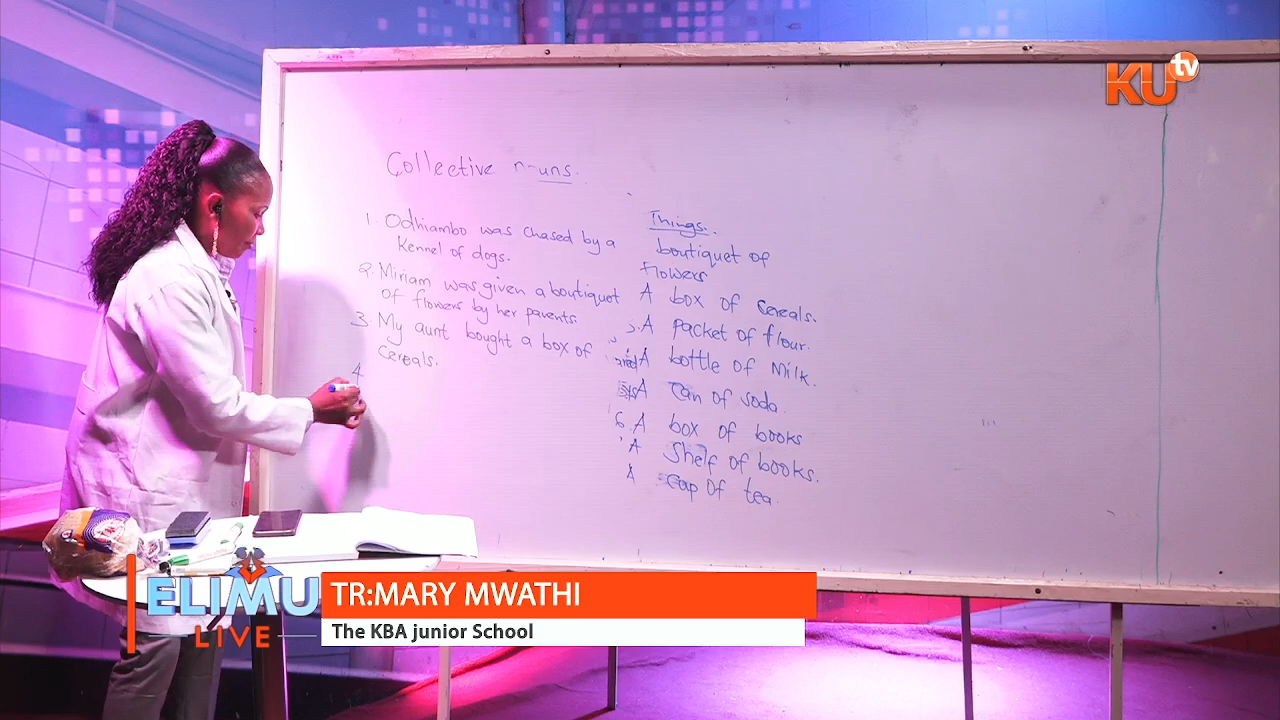 KU tv
Collective n-uns.
1. Odhiambo was chased by a
Kennel of dogs.
2. Miriam was given a boutiquet
of flowers by her parents.
3. My aunt bought a box of
cereals.
4
Things:
boutiquet of
Flowers
A box of cereals.
A packet of flour.
A bottle of Milk.
A Can of soda.
6. A box of books
A Shelf of books.
A Cup Of tea.
ELIMU
LIVE
TR:MARY MWATHI
The KBA junior School